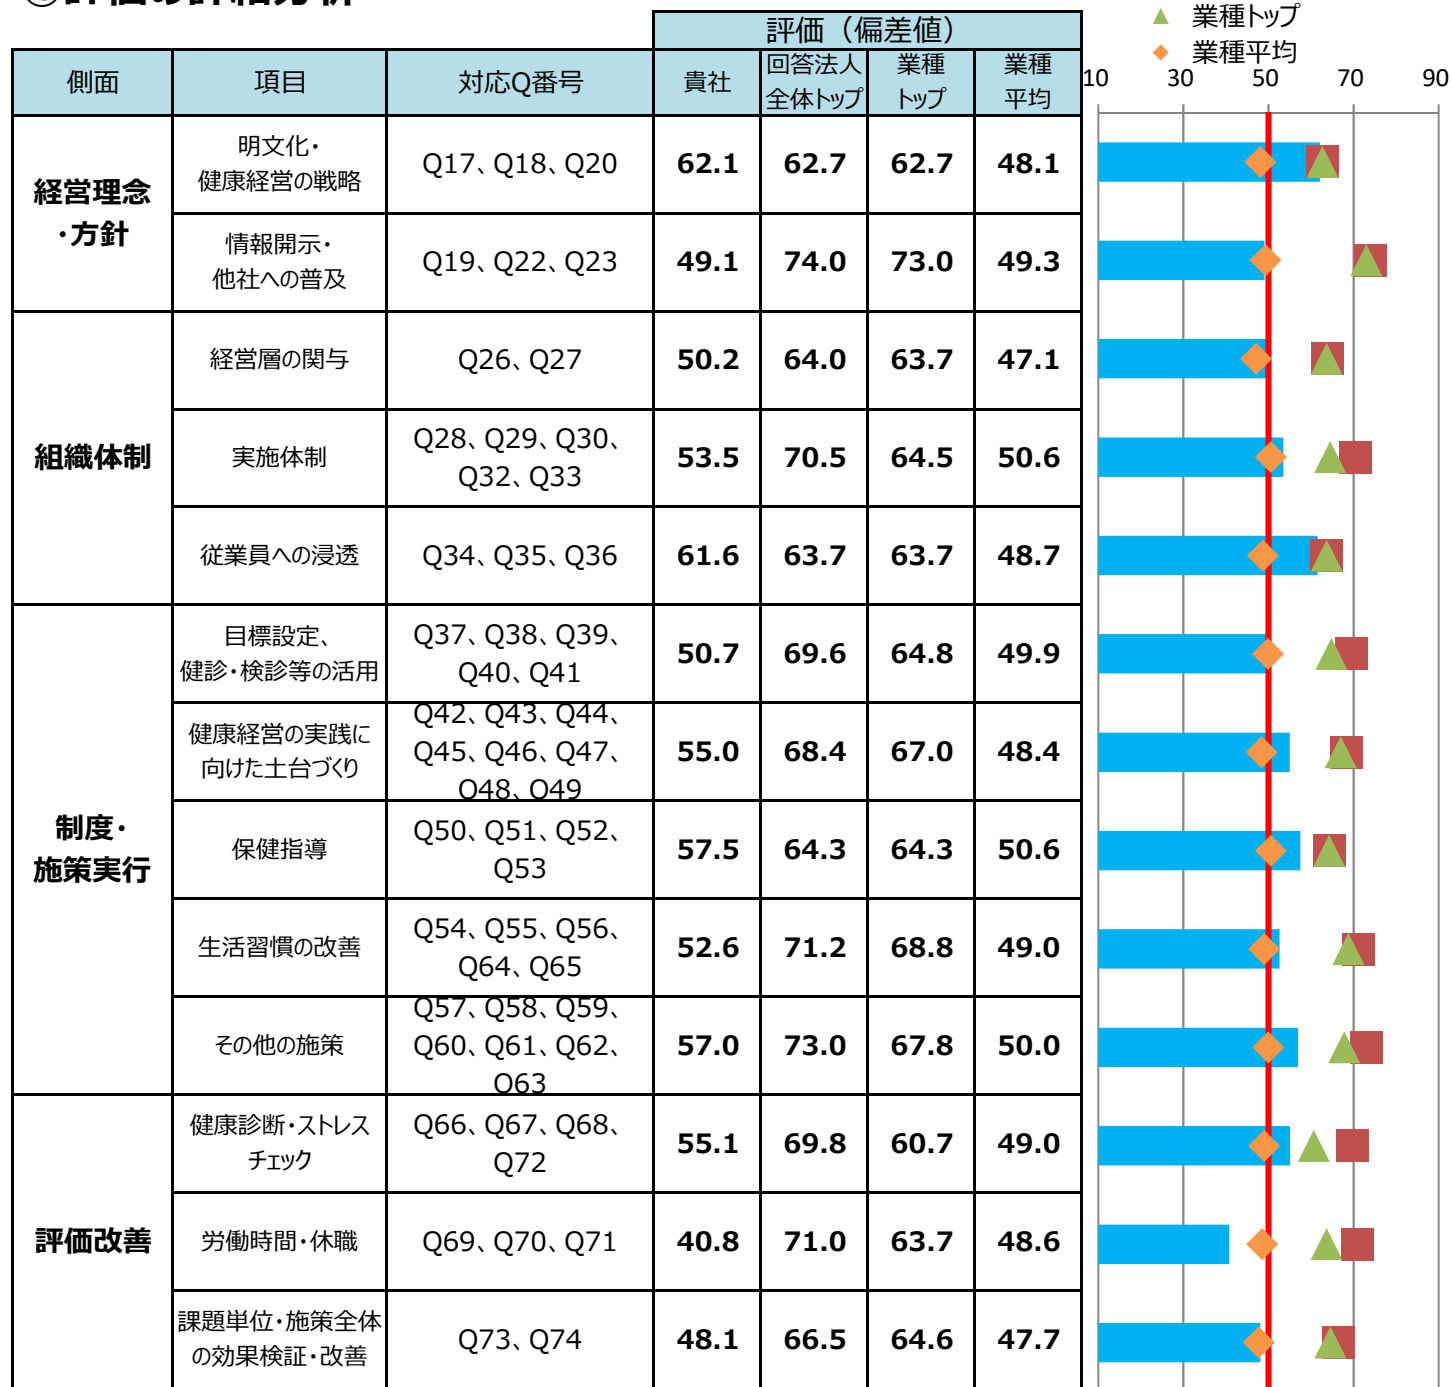 ③評価の詳細分析
▲ 業種トップ
◆ 業種平均
評価（偏差値）
側面 項目 対応Q番号 貴社 回答法人 業種 業種
全体トップ トップ 平均
10 30 50 70 90
経営理念
・方針
明文化・
健康経営の戦略
Q17、Q18、Q20 62.1 62.7 62.7 48.1
情報開示・
他社への普及
Q19、Q22、Q23 49.1 74.0 73.0 49.3
組織体制
経営層の関与 Q26、Q27 50.2 64.0 63.7 47.1
実施体制
Q28、Q29、Q30、
Q32、Q33
53.5 70.5 64.5 50.6
従業員への浸透 Q34、Q35、Q36 61.6 63.7 63.7 48.7
制度・
施策実行
目標設定、
健診・検診等の活用
Q37、Q38、Q39、
Q40、Q41
50.7 69.6 64.8 49.9
健康経営の実践に
向けた土台づくり
Q42、Q43、Q44、
Q45、Q46、Q47、
Q48、Q49
55.0 68.4 67.0 48.4
保健指導
Q50、Q51、Q52、
Q53
57.5 64.3 64.3 50.6
生活習慣の改善
Q54、Q55、Q56、
Q64、Q65
52.6 71.2 68.8 49.0
その他の施策
Q57、Q58、Q59、
Q60、Q61、Q62、
Q63
57.0 73.0 67.8 50.0
評価改善
健康診断・ストレス
チェック
Q66、Q67、Q68、
Q72
55.1 69.8 60.7 49.0
労働時間・休職 Q69、Q70、Q71 40.8 71.0 63.7 48.6
課題単位・施策全体
の効果検証・改善
Q73、Q74 48.1 66.5 64.6 47.7